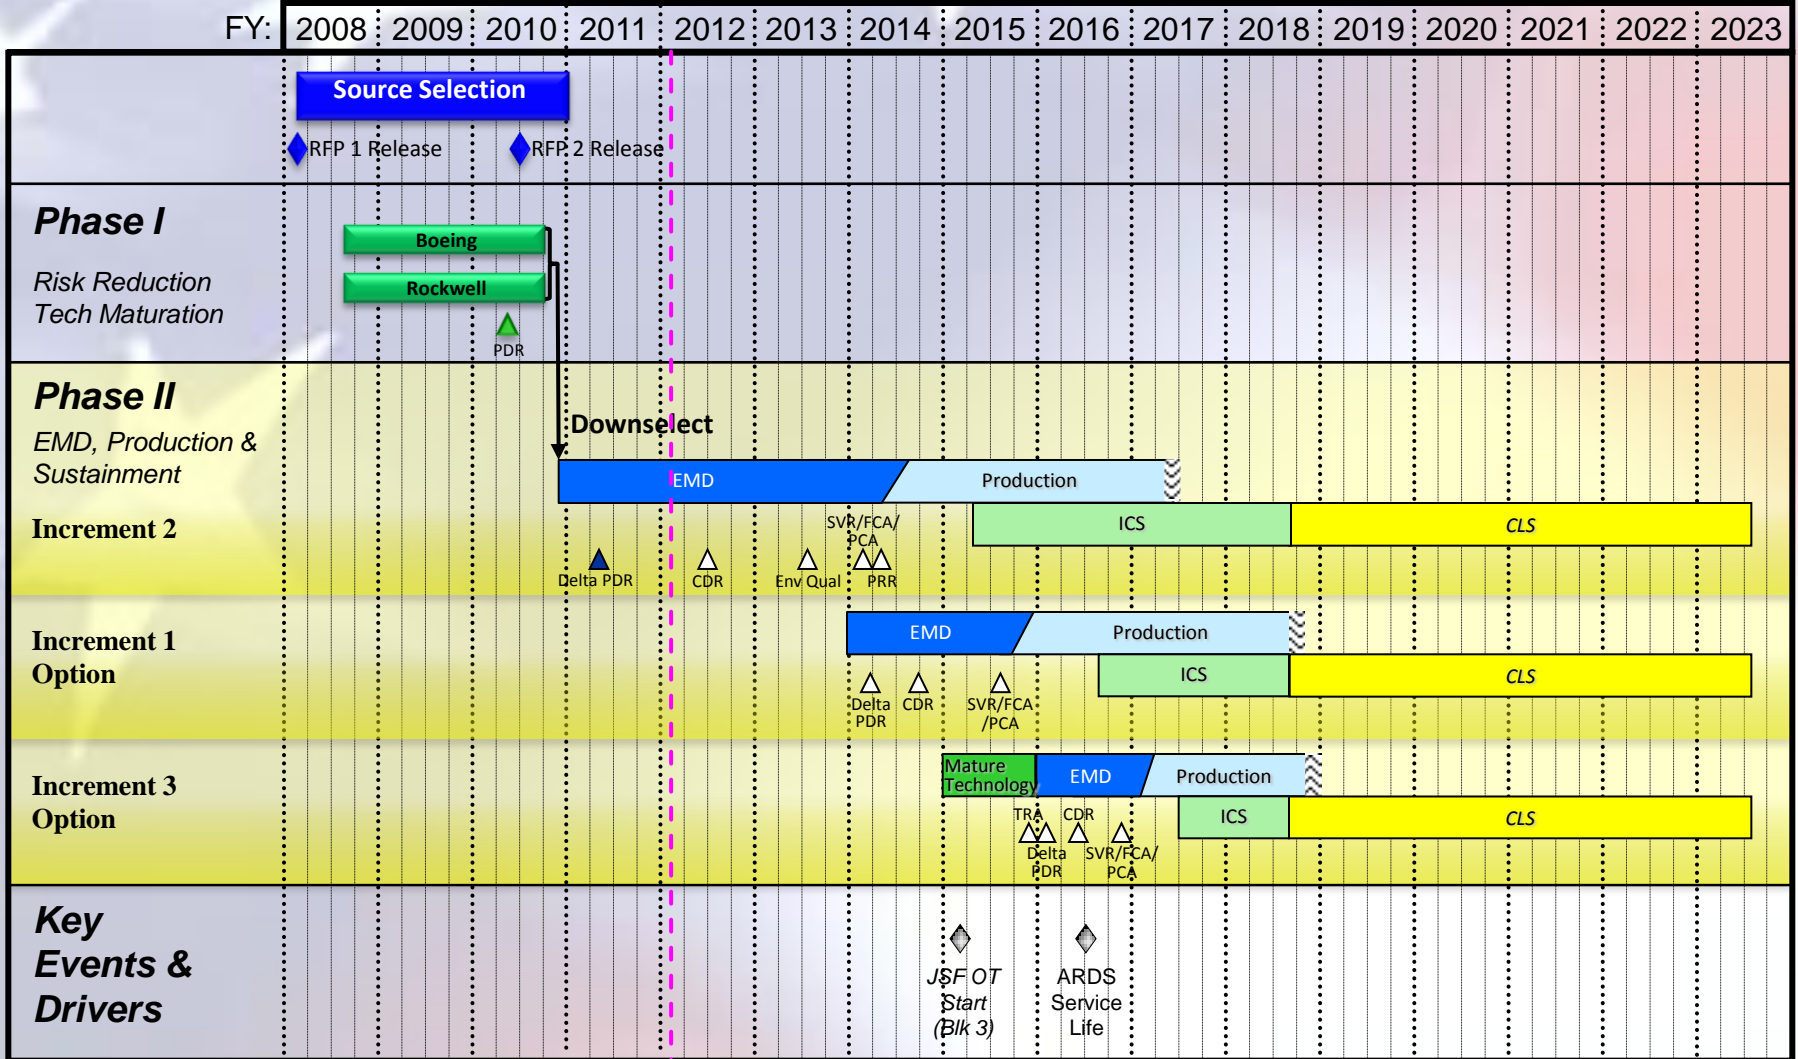 FY: 2008 2009 2010 2011 2012 2013 2014 2015 2016 2017 2018 2019 2020 2021 2022 2023
Source Selection
RFP 1 Release RFP 2 Release
Phase I
Risk Reduction
Tech Maturation
Boeing
Rockwell
PDR
Phase II
EMD, Production &
Sustainment
Downselect
EMD Production
Increment 2
ICS CLS
SVR/FCA/
PCA
Delta PDR CDR Env Qual PRR
Increment 1
Option
EMD Production
ICS CLS
Delta
PDR
CDR
SVR/FCA
/PCA
Increment 3
Option
Mature
Technology
EMD Production
ICS CLS
TRA CDR
Delta
PDR
SVR/FCA/
PCA
Key
Events &
Drivers
JSF OT
Start
(Blk 3)
ARDS
Service
Life